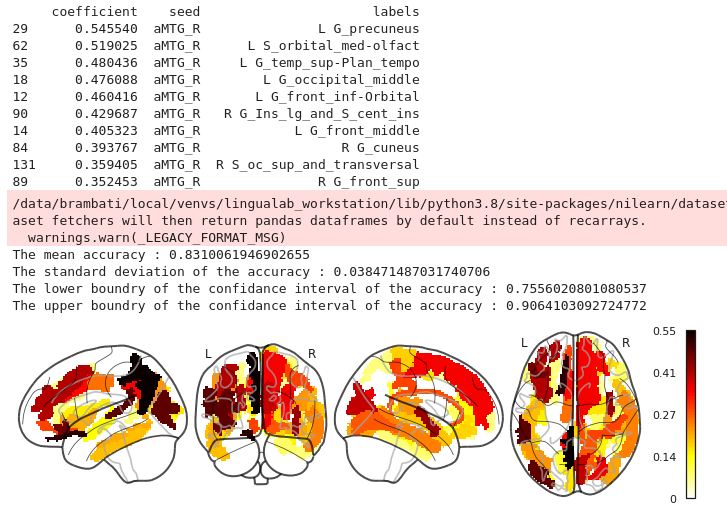 coefficient seed labels
29 0.545540 aMTG_R L G_precuneus
62 0.519025 aMTG_R L S_orbital_med-olfact
35 0.480436 aMTG_R L G_temp_sup-Plan_tempo
18 0.476088 aMTG_R L G_occipital_middle
12 0.460416 aMTG_R L G_front_inf-Orbital
90 0.429687 aMTG_R R G_Ins_lg_and_S_cent_ins
14 0.405323 aMTG_R L G_front_middle
84 0.393767 aMTG_R R G_cuneus
131 0.359405 aMTG_R R S_oc_sup_and_transversal
89 0.352453 aMTG_R R G_front_sup
/data/brambati/local/venvs/lingualab_workstation/lib/python3.8/site-packages/nilearn/dataset
aset fetchers will then return pandas dataframes by default instead of recarrays.
warnings.warn(_LEGACY_FORMAT_MSG)
The mean accuracy : 0.8310061946902655
The standard deviation of the accuracy : 0.038471487031740706
The lower boundry of the confidance interval of the accuracy : 0.7556020801080537
The upper boundry of the confidance interval of the accuracy : 0.9064103092724772
L R L R
0.55
0.41
0.27
0.14
0